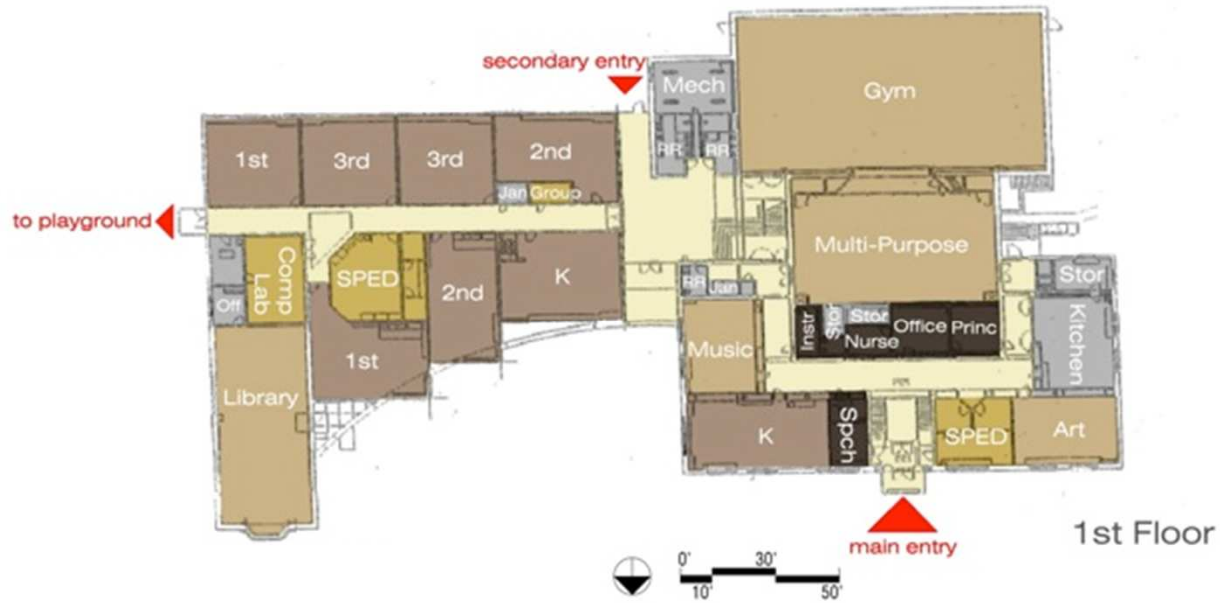 secondary entry
Mech
Gym
RR
RR
1st
3rd
3rd
2nd
Jan
Group
to playground
Multi-Purpose
Comp
Lab
SPED
2nd
K
Off
RR
Jan
Stor
Instr
Stor
Stor
Nurse
Office
Princ
Kitchen
1st
Music
Library
K
Spch
SPED
Art
main entry
1st Floor
0'
30'
10'
50'